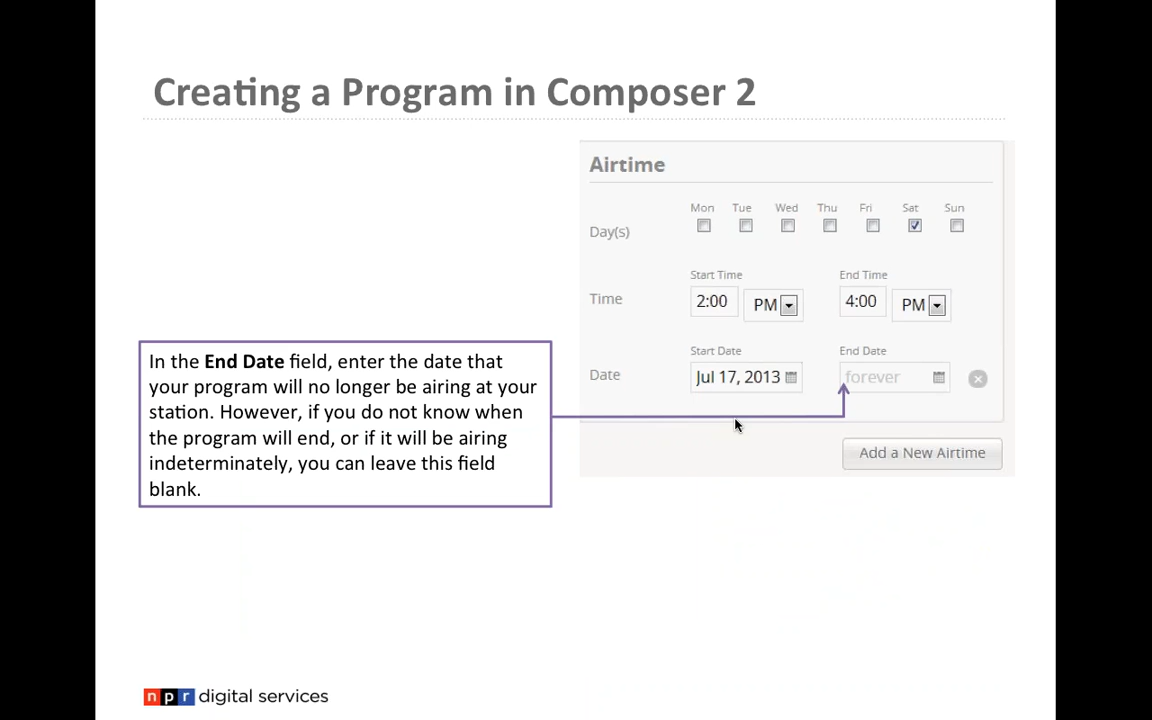 Creating a Program in Composer 2
Airtime
Mon Tue Wed Thu Fri Sat Sun
Day(s)
Start Time End Time
Time 2:00 PM 4:00 PM
Start Date End Date
Date Jul 17, 2013 forever
Add a New Airtime
In the End Date field, enter the date that
your program will no longer be airing at your
station. However, if you do not know when
the program will end, or if it will be airing
indeterminately, you can leave this field
blank.
npr digital services